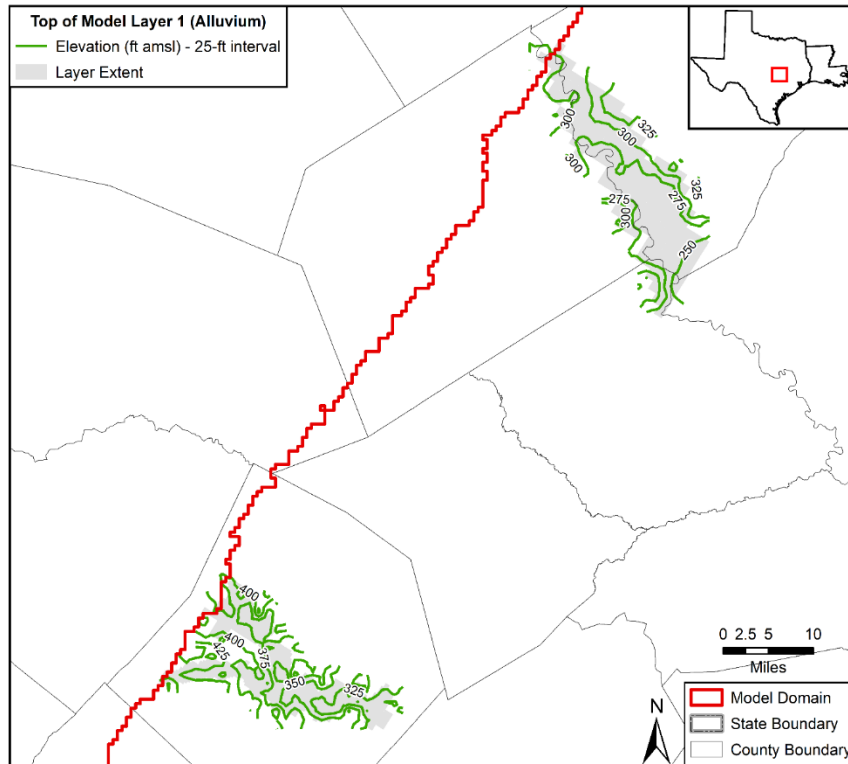 Top of Model Layer 1 (Alluvium)
Elevation (ft amsl) - 25-ft interval
Layer Extent
300
300
325
300
325
275
275
300
250
400
400
425
375
350
325
0 2.5 5 10
Miles
N
Model Domain
State Boundary
County Boundary